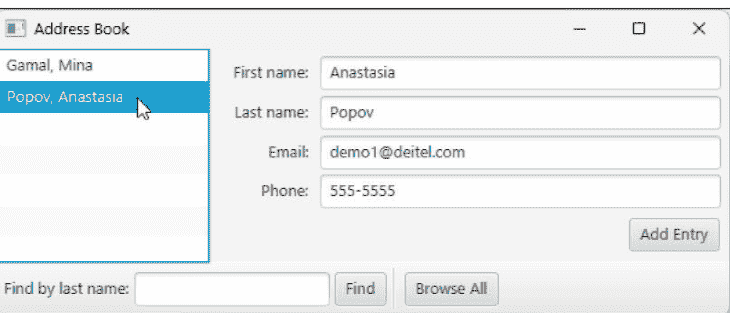 Address Book
Gamal, Mina
Popov, Anastasia
First name: Anastasia
Last name: Popov
Email: demo1@deitel.com
Phone: 555-5555
Add Entry
Find by last name: Find Browse All